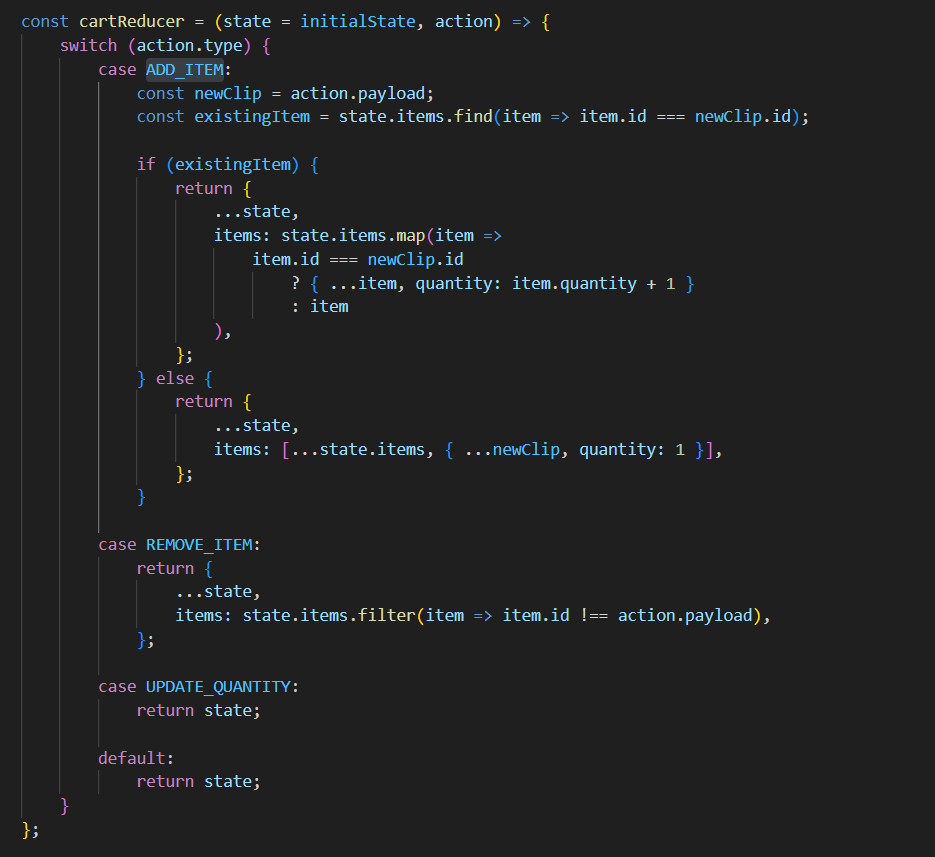 const cartReducer = (state = initialState, action) => {
    switch (action.type) {
        case ADD_ITEM:
            const newClip = action.payload;
            const existingItem = state.items.find(item => item.id === newClip.id);

            if (existingItem) {
                return {
                    ...state,
                    items: state.items.map(item =>
                        item.id === newClip.id
                            ? { ...item, quantity: item.quantity + 1 }
                            : item
                    ),
                };
            } else {
                return {
                    ...state,
                    items: [...state.items, { ...newClip, quantity: 1 }],
                };
            }

        case REMOVE_ITEM:
            return {
                ...state,
                items: state.items.filter(item => item.id !== action.payload),
            };

        case UPDATE_QUANTITY:
            return state;

        default:
            return state;
    }
};